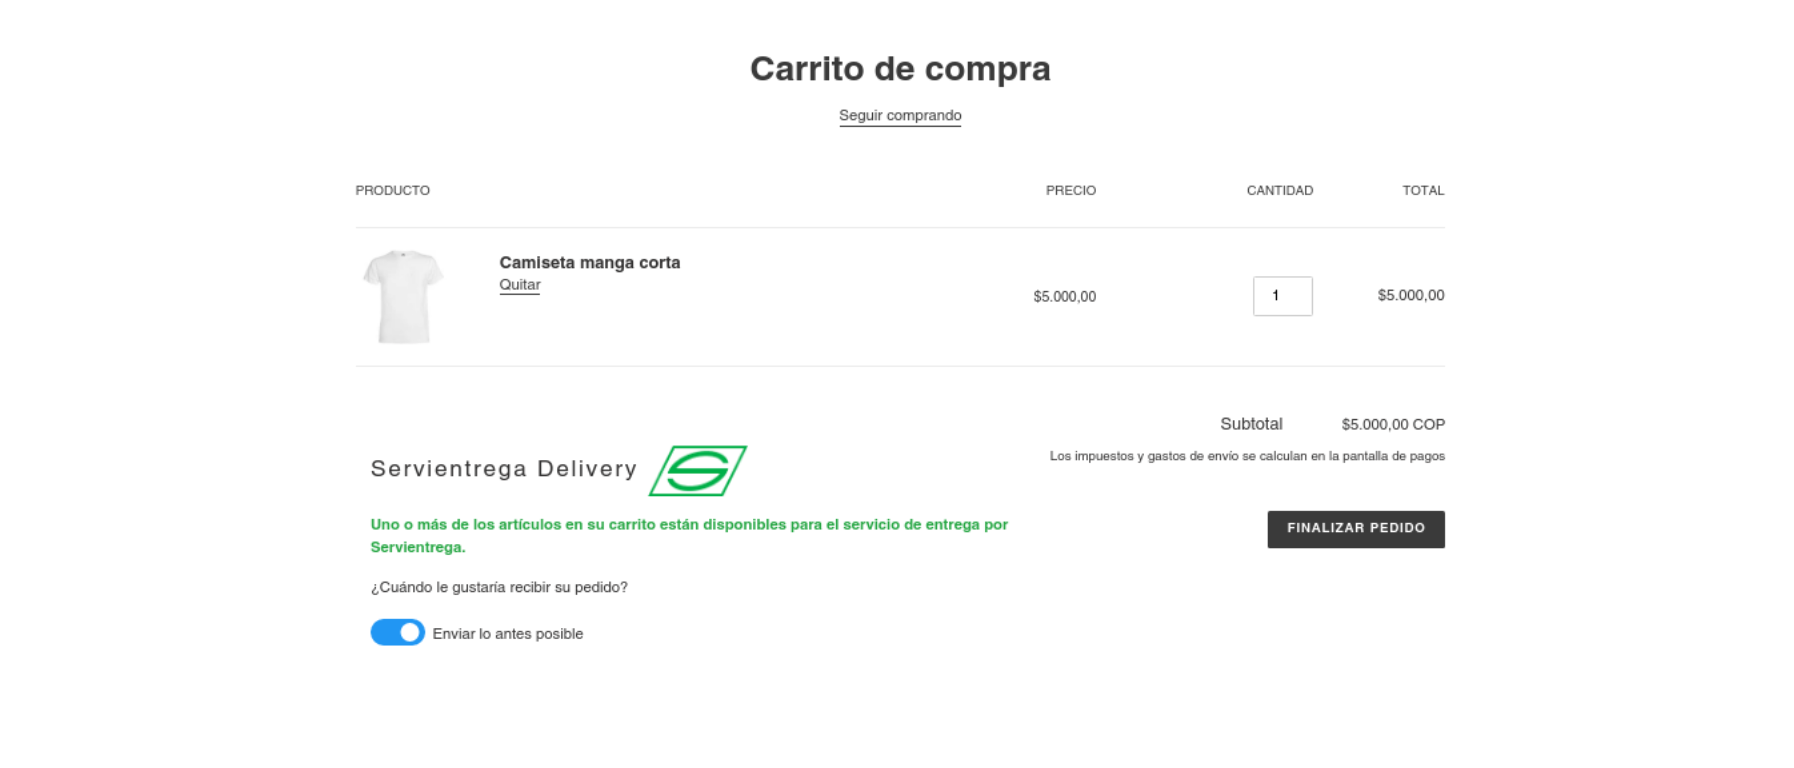 Carrito de compra
Seguir comprando
PRODUCTO PRECIO CANTIDAD TOTAL
Camiseta manga corta
Quitar
$5.000,00 1 $5.000,00
Subtotal $5.000,00 COP
Los impuestos y gastos de envío se calculan en la pantalla de pagos
FINALIZAR PEDIDO
Servientrega Delivery
Uno o más de los artículos en su carrito están disponibles para el servicio de entrega por
Servientrega.
¿Cuándo le gustaría recibir su pedido?
Enviar lo antes posible